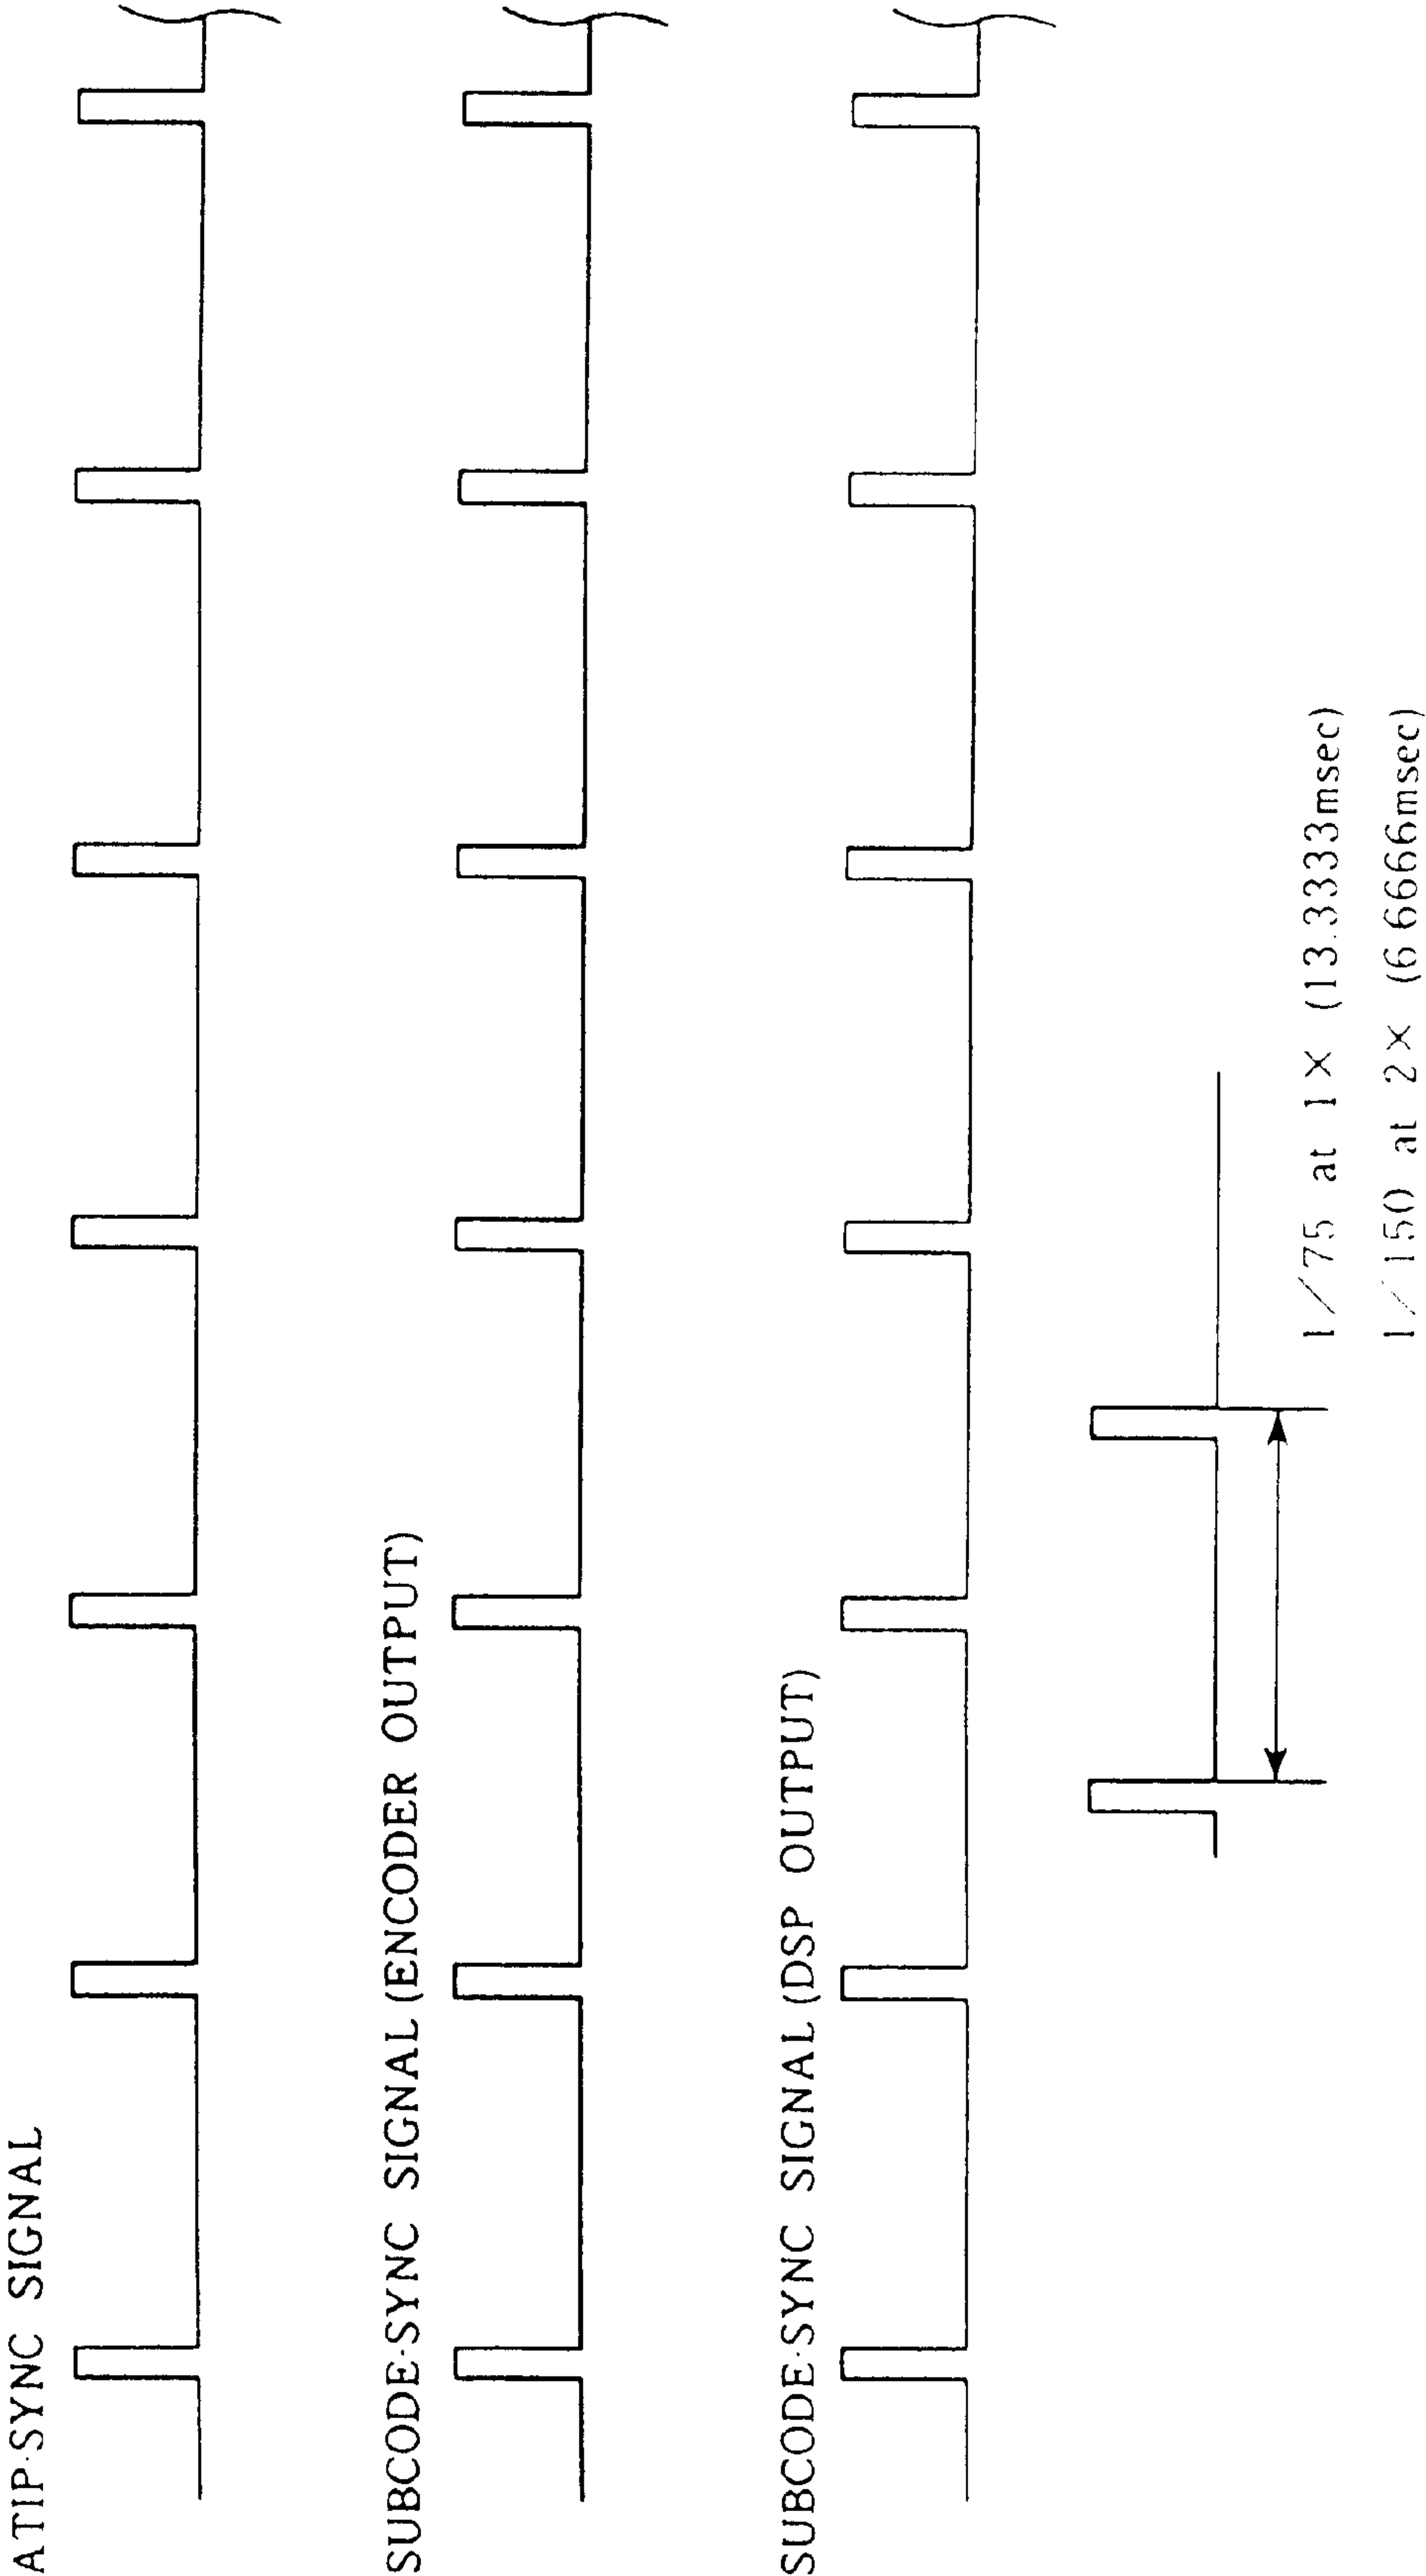 ATIP·SYNC SIGNAL
SUBCODE·SYNC SIGNAL(ENCODER OUTPUT)
SUBCODE·SYNC SIGNAL(DSP OUTPUT)
1/75 at 1× (13.3333msec)
1/150 at 2× (6.6666msec)